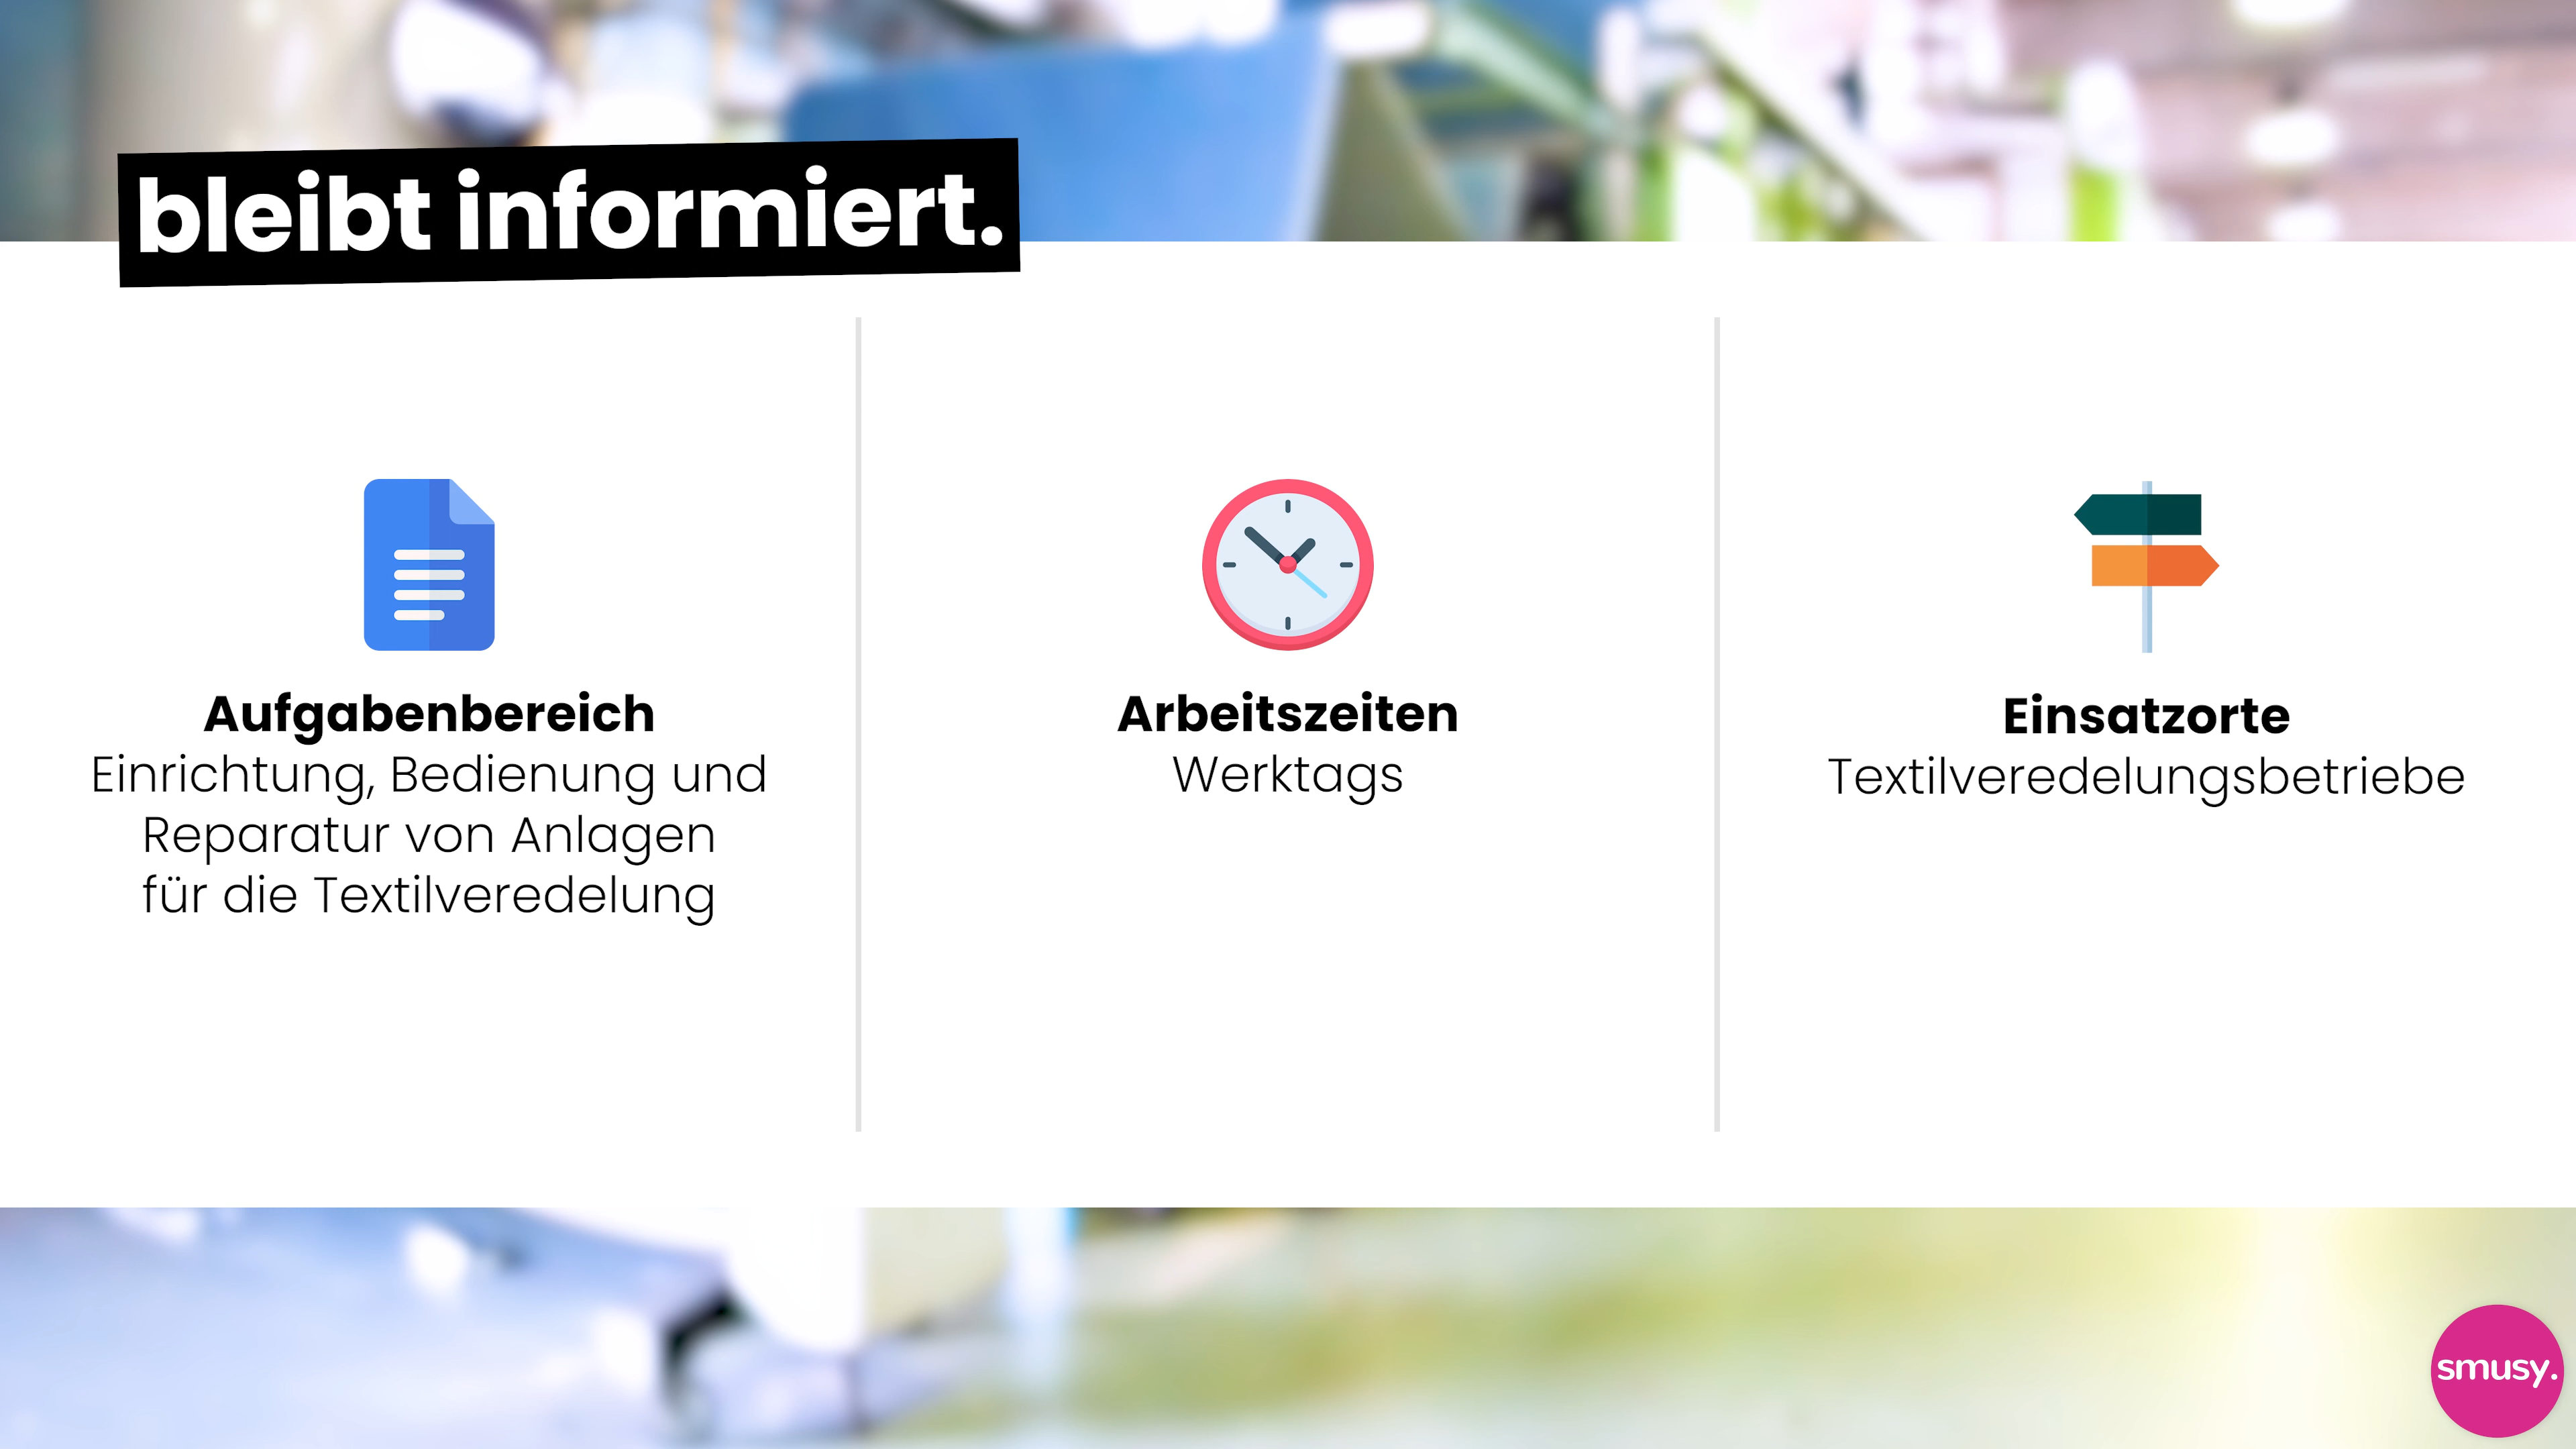 bleibt informiert.
Aufgabenbereich
Einrichtung, Bedienung und
Reparatur von Anlagen
für die Textilveredelung
Arbeitszeiten
Werktags
Einsatzorte
Textilveredelungsbetriebe
smusy.